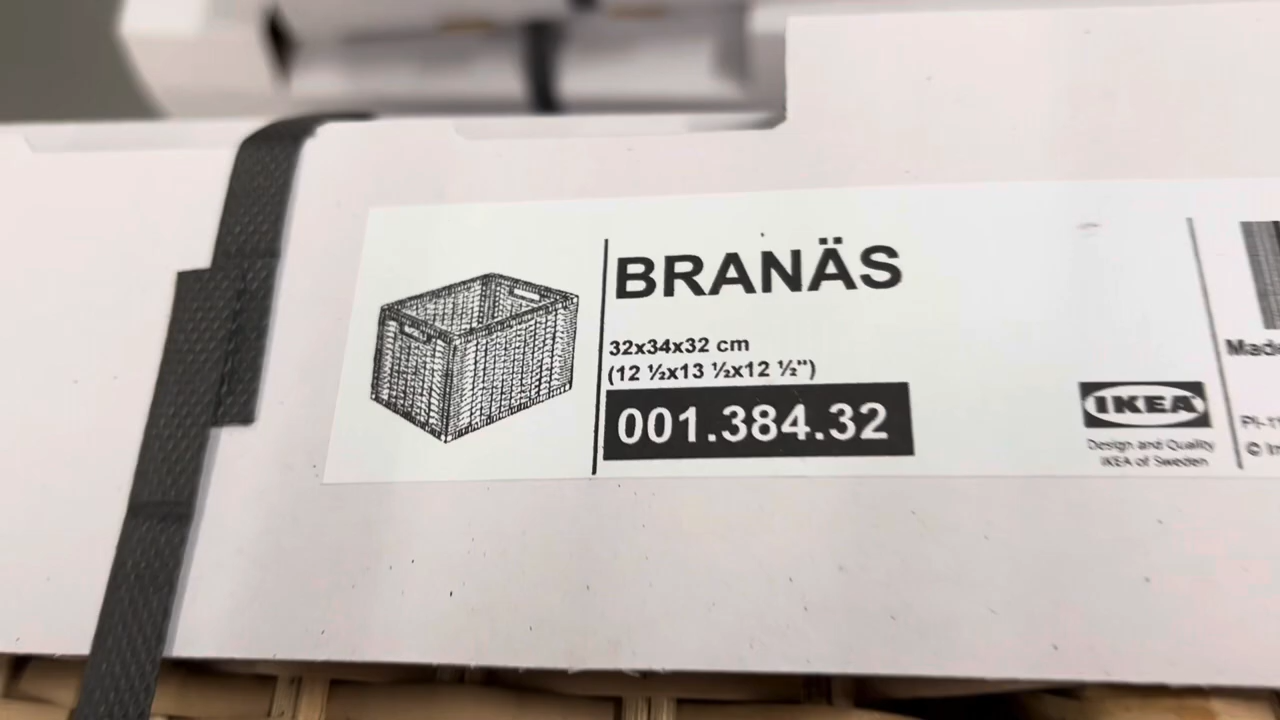 BRANÄS
32x34x32 cm
(12 ½x13 ½x12 ½")
001.384.32
IKEA
Design and Quality
IKEA of Sweden